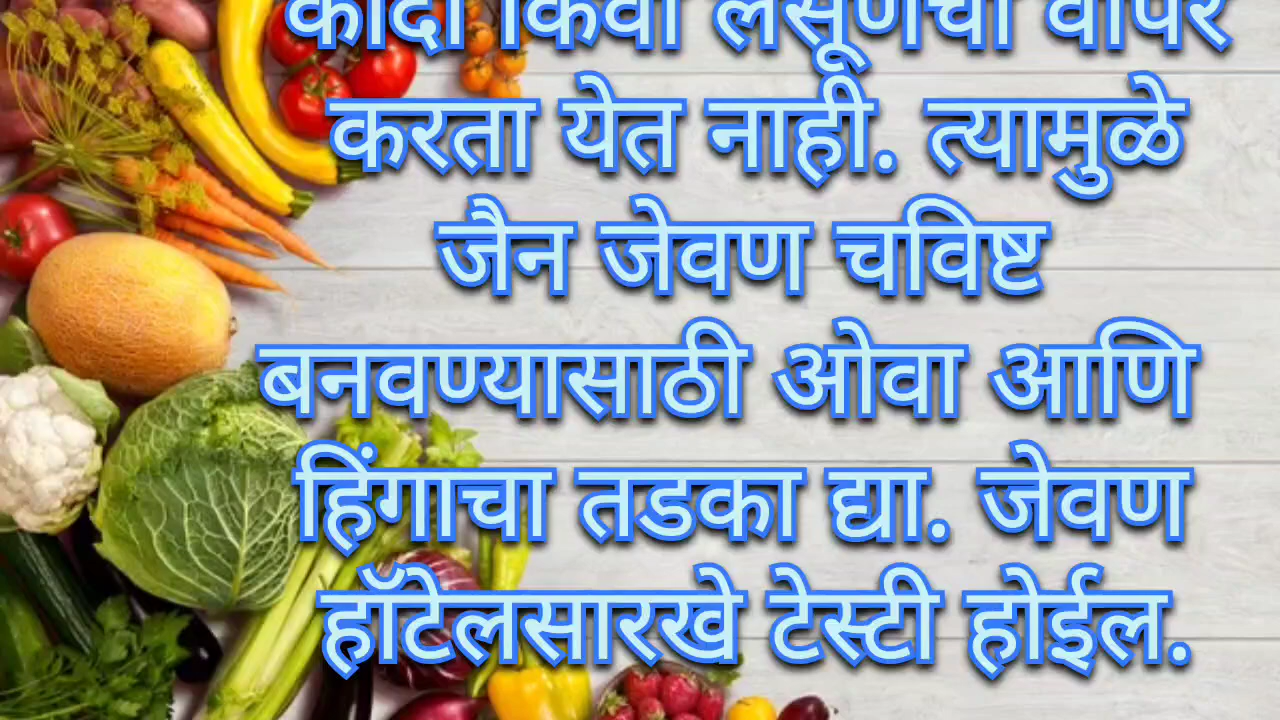 कांदा किंवा लसूणचा वापर
करता येत नाही. त्यामुळे
जैन जेवण चविष्ट
बनवण्यासाठी ओवा आणि
हिंगाचा तडका द्या. जेवण
हॉटेलसारखे टेस्टी होईल.